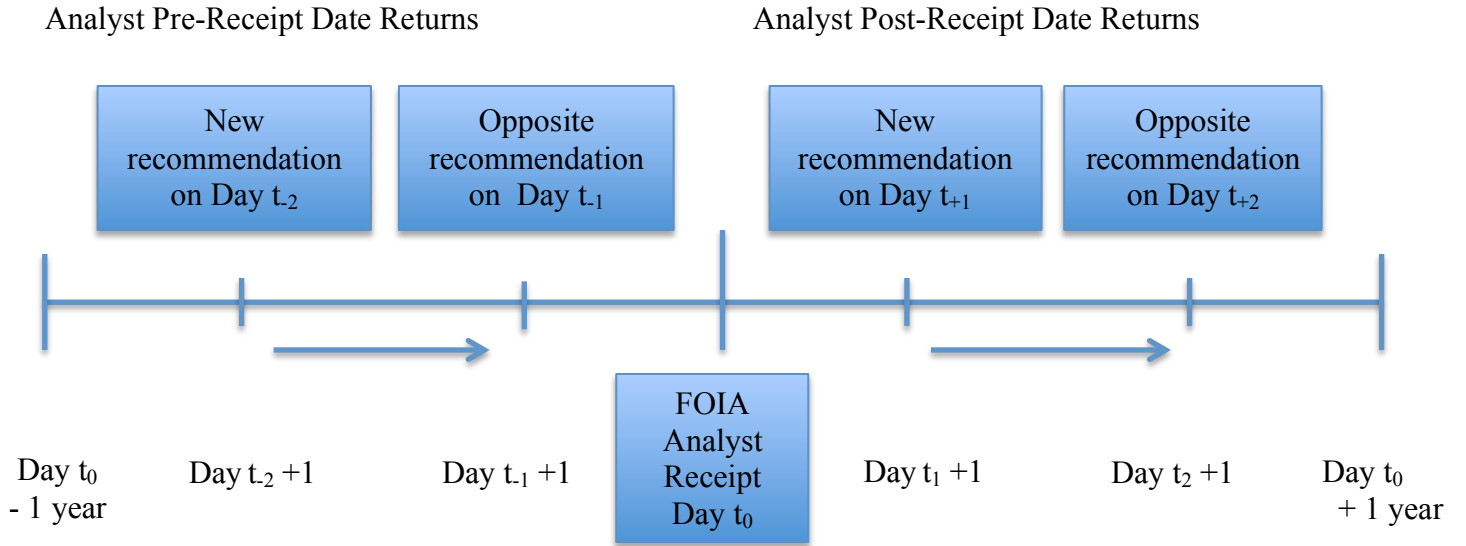 Analyst Pre-Receipt Date Returns
Analyst Post-Receipt Date Returns
New
recommendation
on Day t-2
Opposite
recommendation
on Day t-1
New
recommendation
on Day t+1
Opposite
recommendation
on Day t+2
FOIA
Analyst
Receipt
Day t0
Day t0
- 1 year
Day t-2 +1
Day t-1 +1
Day t1 +1
Day t2 +1
Day t0
+ 1 year